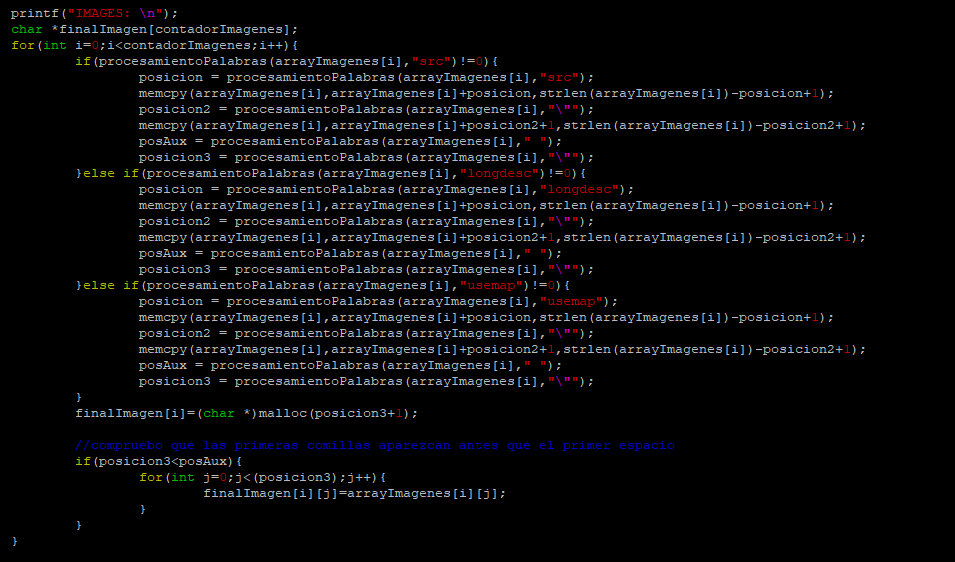 printf("IMAGES: \n");
char *finalImagen[contadorImagenes];
for(int i=0;i<contadorImagenes;i++){
        if(procesamientoPalabras(arrayImagenes[i],"src")!=0){
                posicion = procesamientoPalabras(arrayImagenes[i],"src");
                memcpy(arrayImagenes[i],arrayImagenes[i]+posicion,strlen(arrayImagenes[i])-posicion+1);
                posicion2 = procesamientoPalabras(arrayImagenes[i],"\"");
                memcpy(arrayImagenes[i],arrayImagenes[i]+posicion2+1,strlen(arrayImagenes[i])-posicion2+1);
                posAux = procesamientoPalabras(arrayImagenes[i]," ");
                posicion3 = procesamientoPalabras(arrayImagenes[i],"\"");
        }else if(procesamientoPalabras(arrayImagenes[i],"longdesc")!=0){
                posicion = procesamientoPalabras(arrayImagenes[i],"longdesc");
                memcpy(arrayImagenes[i],arrayImagenes[i]+posicion,strlen(arrayImagenes[i])-posicion+1);
                posicion2 = procesamientoPalabras(arrayImagenes[i],"\"");
                memcpy(arrayImagenes[i],arrayImagenes[i]+posicion2+1,strlen(arrayImagenes[i])-posicion2+1);
                posAux = procesamientoPalabras(arrayImagenes[i]," ");
                posicion3 = procesamientoPalabras(arrayImagenes[i],"\"");
        }else if(procesamientoPalabras(arrayImagenes[i],"usemap")!=0){
                posicion = procesamientoPalabras(arrayImagenes[i],"usemap");
                memcpy(arrayImagenes[i],arrayImagenes[i]+posicion,strlen(arrayImagenes[i])-posicion+1);
                posicion2 = procesamientoPalabras(arrayImagenes[i],"\"");
                memcpy(arrayImagenes[i],arrayImagenes[i]+posicion2+1,strlen(arrayImagenes[i])-posicion2+1);
                posAux = procesamientoPalabras(arrayImagenes[i]," ");
                posicion3 = procesamientoPalabras(arrayImagenes[i],"\"");
        }
        finalImagen[i]=(char *)malloc(posicion3+1);
        //compruebo que las primeras comillas aparezcan antes que el primer espacio
        if(posicion3<posAux){
                for(int j=0;j<(posicion3);j++){
                        finalImagen[i][j]=arrayImagenes[i][j];
                }
        }
}